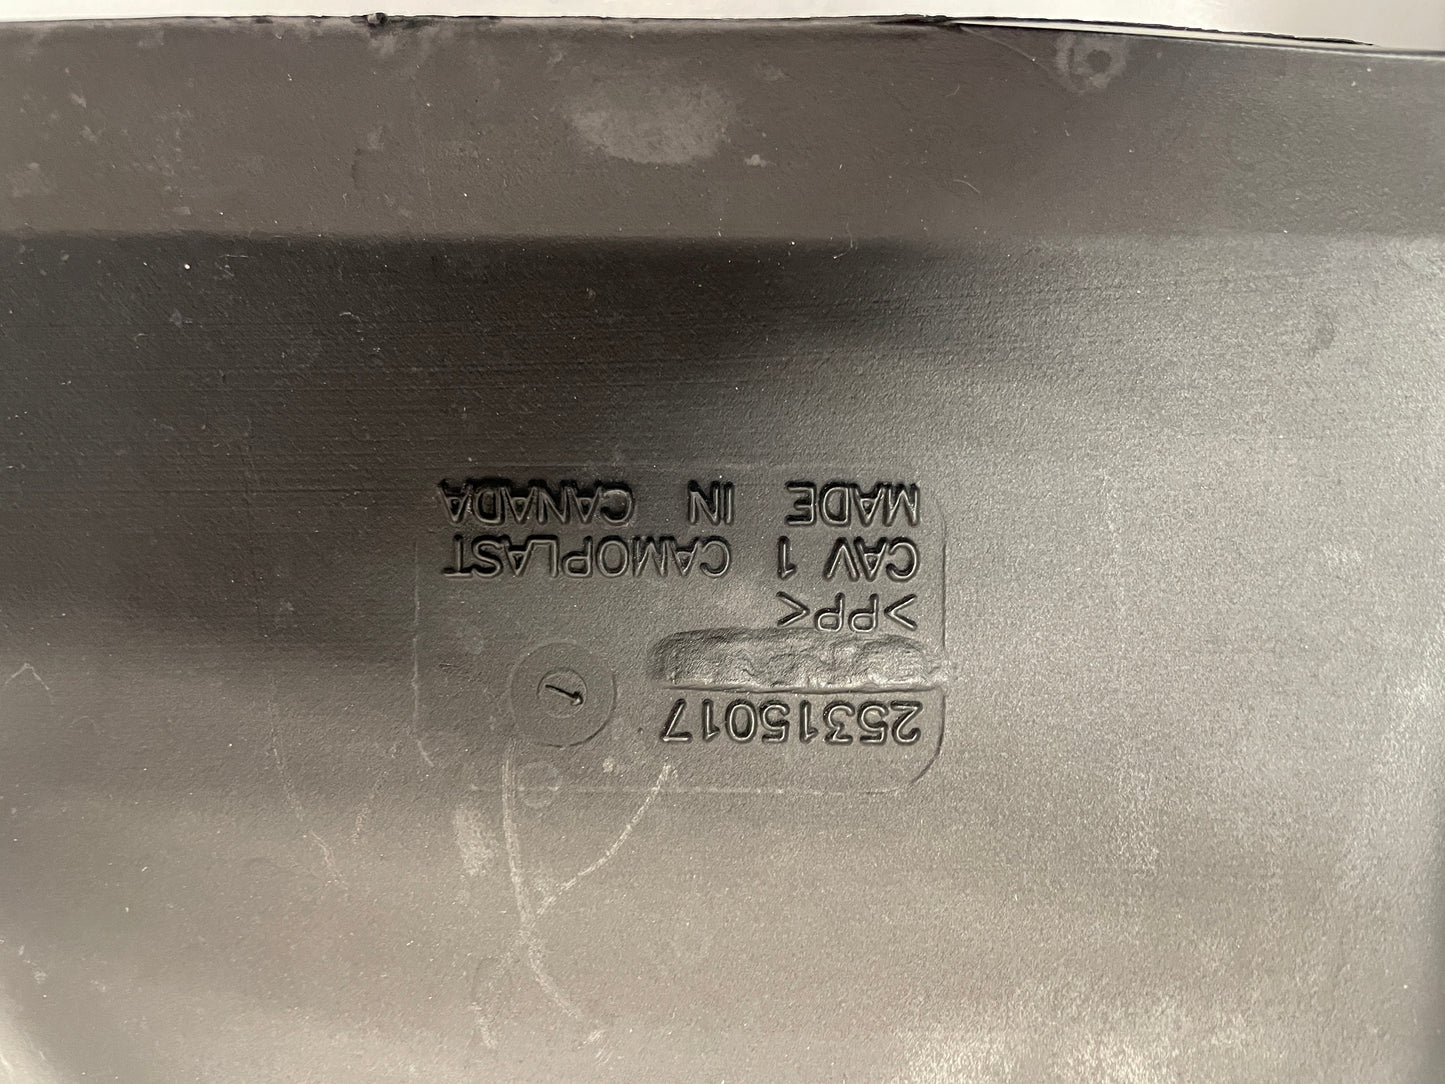 25315017
>PP<
CAV 1 CAMOPLAST
MADE IN CANADA